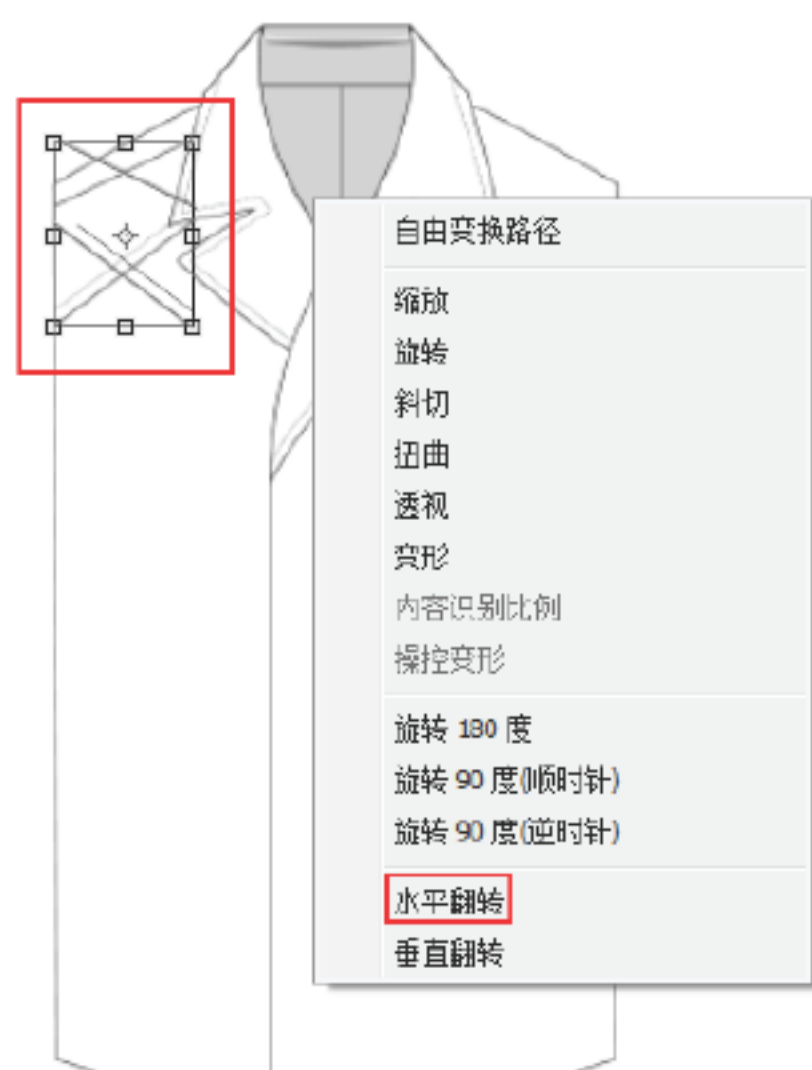 自由变换路径
缩放
旋转
斜切
扭曲
透视
变形
内容识别比例
操控变形
旋转 180 度
旋转 90 度(顺时针)
旋转 90 度(逆时针)
水平翻转
垂直翻转